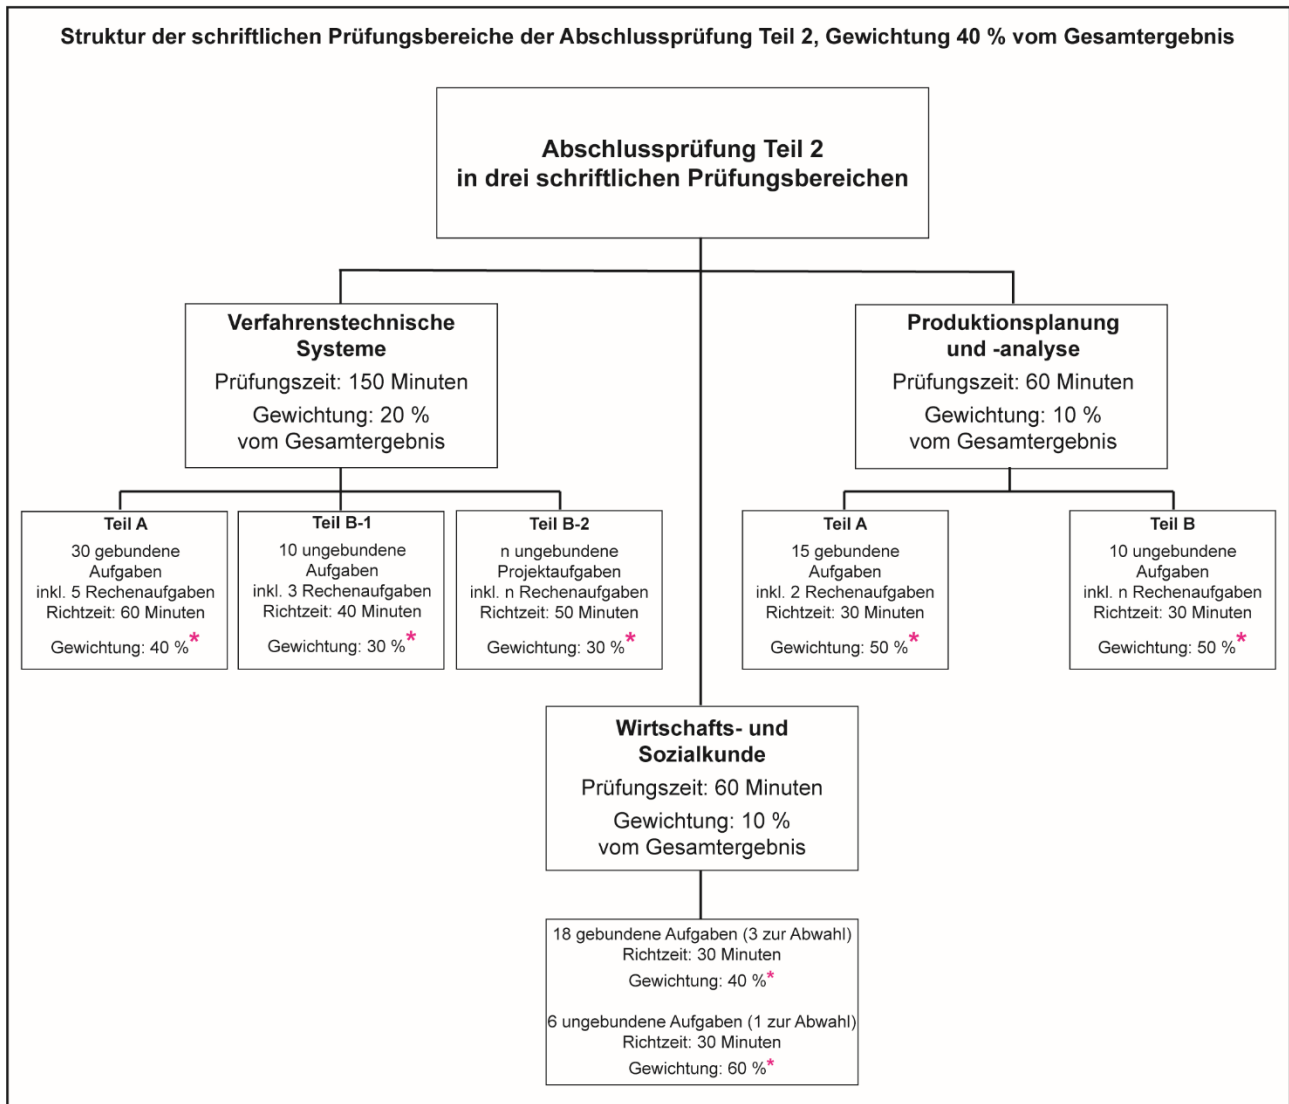 Struktur der schriftlichen Prüfungsbereiche der Abschlussprüfung Teil 2, Gewichtung 40 % vom Gesamtergebnis
Abschlussprüfung Teil 2
in drei schriftlichen Prüfungsbereichen
Verfahrenstechnische
Systeme
Prüfungszeit: 150 Minuten
Gewichtung: 20 %
vom Gesamtergebnis
Produktionsplanung
und -analyse
Prüfungszeit: 60 Minuten
Gewichtung: 10 %
vom Gesamtergebnis
Teil A
30 gebundene
Aufgaben
inkl. 5 Rechenaufgaben
Richtzeit: 60 Minuten
Gewichtung: 40 %*
Teil B-1
10 ungebundene
Aufgaben
inkl. 3 Rechenaufgaben
Richtzeit: 40 Minuten
Gewichtung: 30 %*
Teil B-2
n ungebundene
Projektaufgaben
inkl. n Rechenaufgaben
Richtzeit: 50 Minuten
Gewichtung: 30 %*
Teil A
15 gebundene
Aufgaben
inkl. 2 Rechenaufgaben
Richtzeit: 30 Minuten
Gewichtung: 50 %*
Teil B
10 ungebundene
Aufgaben
inkl. n Rechenaufgaben
Richtzeit: 30 Minuten
Gewichtung: 50 %*
Wirtschafts- und
Sozialkunde
Prüfungszeit: 60 Minuten
Gewichtung: 10 %
vom Gesamtergebnis
18 gebundene Aufgaben (3 zur Abwahl)
Richtzeit: 30 Minuten
Gewichtung: 40 %*
6 ungebundene Aufgaben (1 zur Abwahl)
Richtzeit: 30 Minuten
Gewichtung: 60 %*